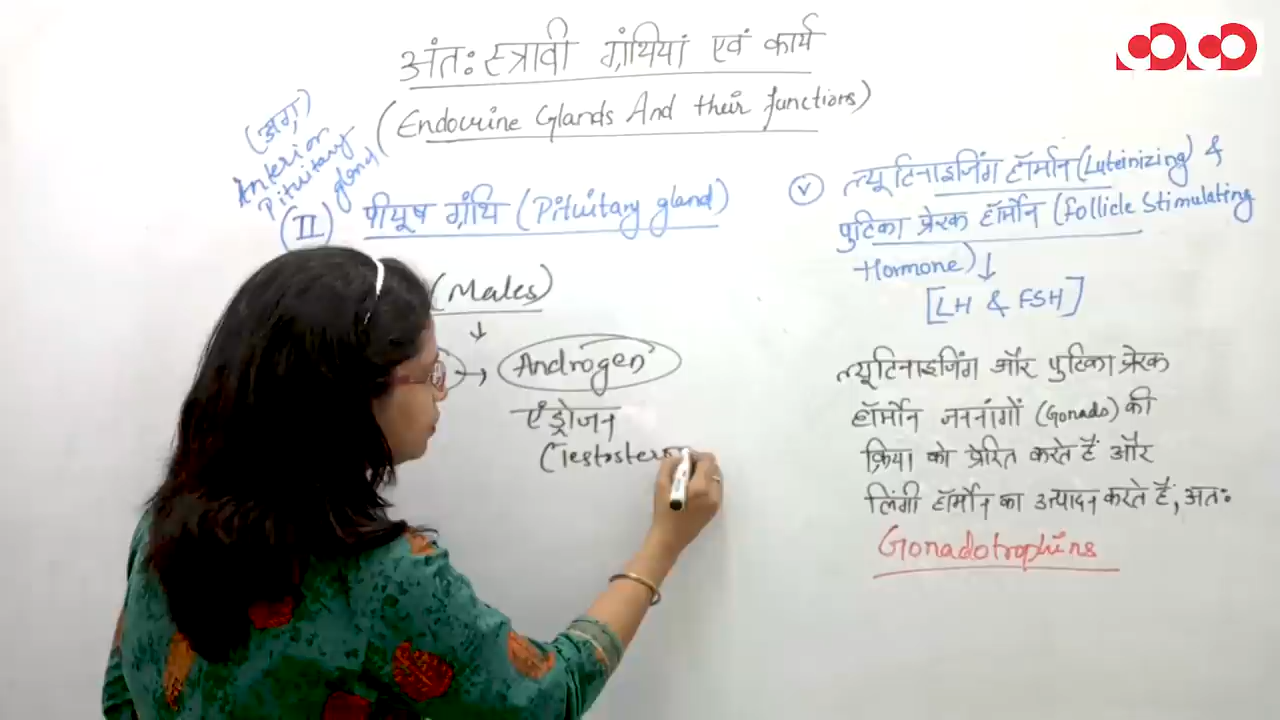 अंतः स्त्रावी ग्रंथियां एवं कार्य
(Endocrine Glands And their functions)
(अग्र)
Anterior
Pituitary
gland
(II) पीयूष ग्रंथि (Pituitary gland)
(Males)
Androgen
एंड्रोजन
(Testoster
(v) ल्यूटिनाइजिंग हॉर्मोन (Luteinizing) &
पुटिका प्रेरक हॉर्मोन (Follicle Stimulating
Hormone)
[LH & FSH]
ल्यूटिनाइजिंग और पुटिका प्रेरक
हॉर्मोन जननांगों (Gonado) की
क्रिया को प्रेरित करते हैं और
लिंगी हॉर्मोन का उत्पादन करते हैं, अतः
Gonadotrophins